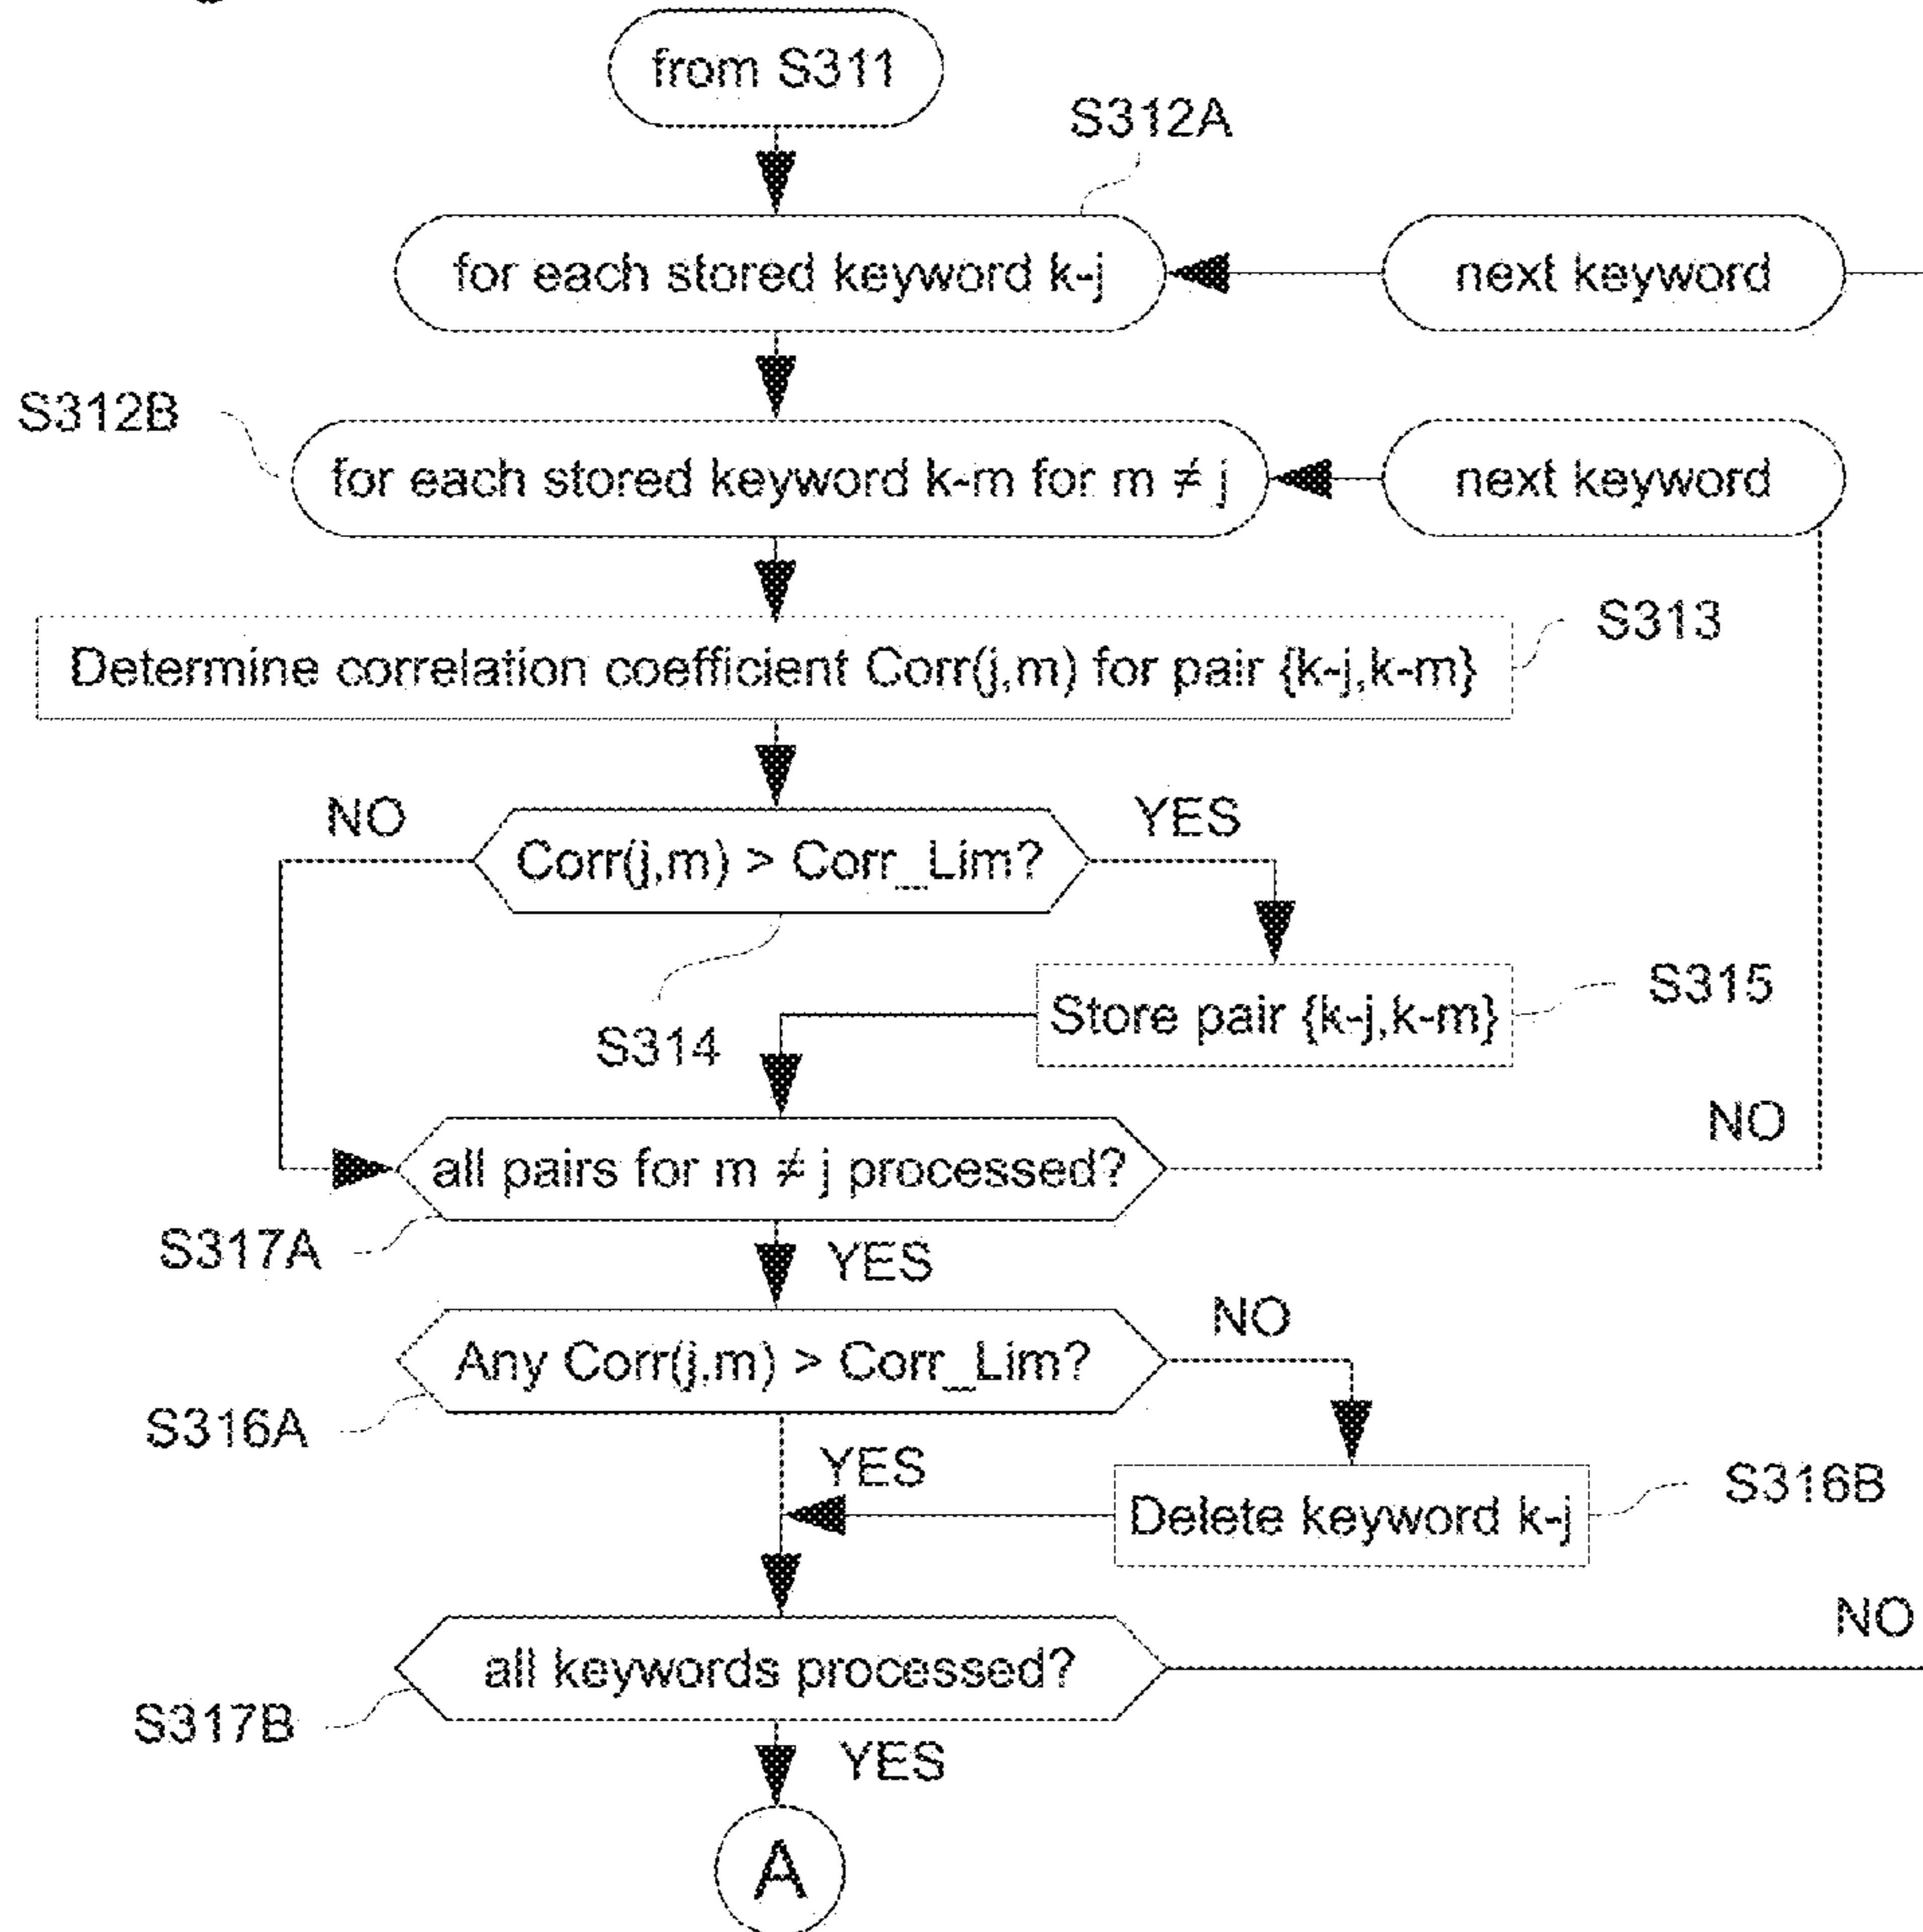 from S311
S312A
for each stored keyword k-j
next keyword
S312B
for each stored keyword k-m for m ≠ j
next keyword
S313
Determine correlation coefficient Corr(j,m) for pair {k-j,k-m}
NO
YES
Corr(j,m) > Corr_Lim?
S315
Store pair {k-j,k-m}
S314
NO
all pairs for m ≠ j processed?
S317A
YES
NO
Any Corr(j,m) > Corr_Lim?
S316A
YES
S316B
Delete keyword k-j
NO
all keywords processed?
S317B
YES
A